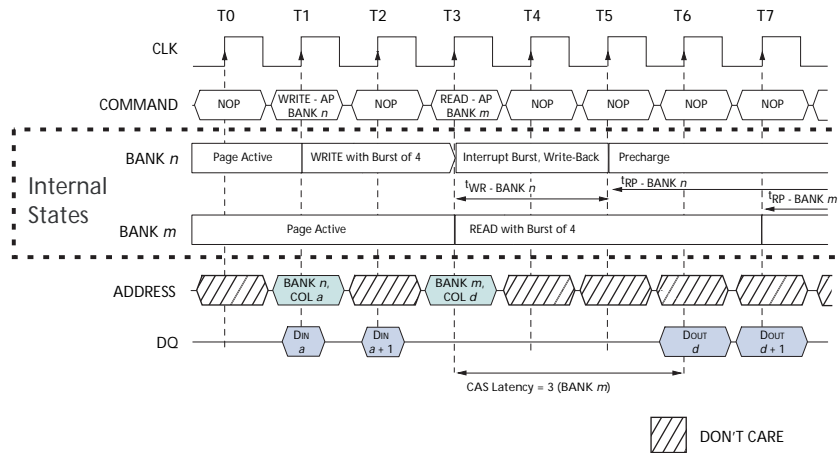 T0 T1 T2 T3 T4 T5 T6 T7
CLK
COMMAND NOP WRITE - AP BANK n NOP READ - AP BANK m NOP NOP NOP NOP
Internal States
BANK n Page Active WRITE with Burst of 4 Interrupt Burst, Write-Back Precharge
tWR - BANK n tRP - BANK n
tRP - BANK m
BANK m Page Active READ with Burst of 4
ADDRESS BANK n, COL a BANK m, COL d
DQ DIN a DIN a + 1 DOUT d DOUT d + 1
CAS Latency = 3 (BANK m)
DON'T CARE